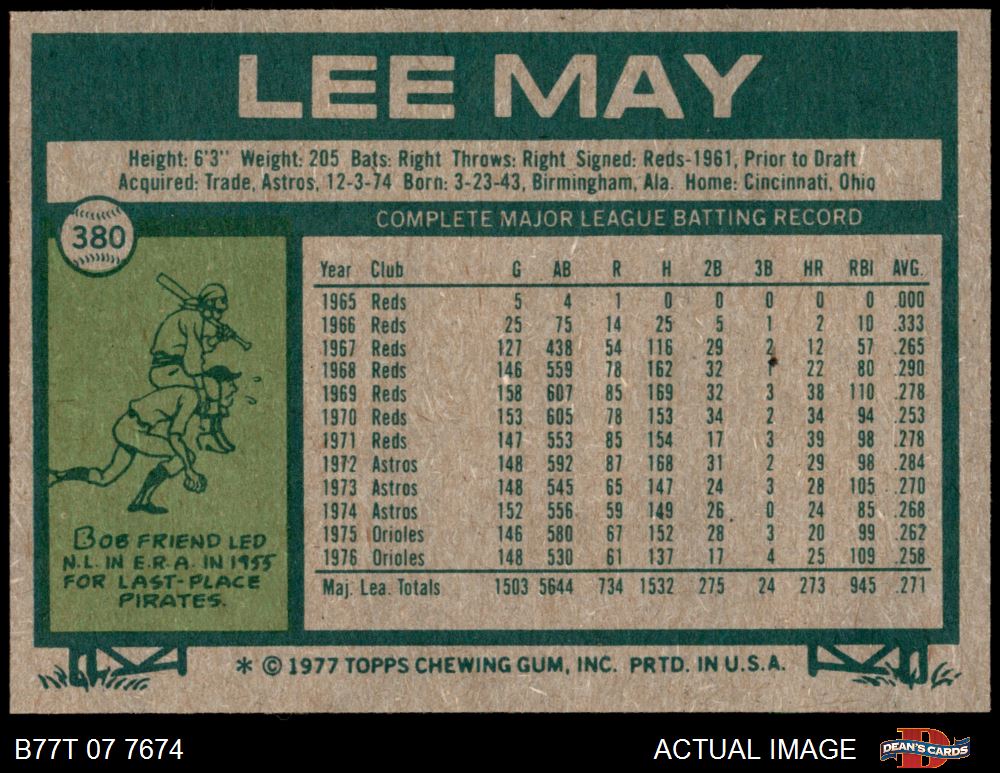 LEE MAY
Height: 6'3" Weight: 205 Bats: Right Throws: Right Signed: Reds-1961, Prior to Draft
Acquired: Trade, Astros, 12-3-74 Born: 3-23-43, Birmingham, Ala. Home: Cincinnati, Ohio
380
COMPLETE MAJOR LEAGUE BATTING RECORD
Year Club G AB R H 2B 3B HR RBI AVG.
1965 Reds 5 4 1 0 0 0 0 0 .000
1966 Reds 25 75 14 25 5 1 2 10 .333
1967 Reds 127 438 54 116 29 2 12 57 .265
1968 Reds 146 559 78 162 32 1 22 80 .290
1969 Reds 158 607 85 169 32 3 38 110 .278
1970 Reds 153 605 78 153 34 2 34 94 .253
1971 Reds 147 553 85 154 17 3 39 98 .278
1972 Astros 148 592 87 168 31 2 29 98 .284
1973 Astros 148 545 65 147 24 3 28 105 .270
1974 Astros 152 556 59 149 26 0 24 85 .268
1975 Orioles 146 580 67 152 28 3 20 99 .262
1976 Orioles 148 530 61 137 17 4 25 109 .258
Maj. Lea. Totals 1503 5644 734 1532 275 24 273 945 .271
BOB FRIEND LED
N.L. IN E.R.A. IN 1955
FOR LAST-PLACE
PIRATES.
* © 1977 TOPPS CHEWING GUM, INC. PRTD. IN U.S.A.
B77T 07 7674
ACTUAL IMAGE
DEAN'S CARDS